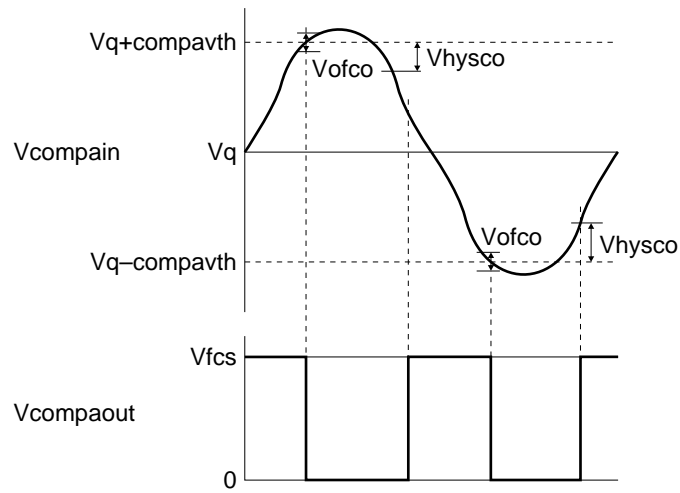 Vq+compavth
Vofco
Vhysco
Vcompain
Vq
Vofco
Vhysco
Vq–compavth
Vfcs
Vcompaout
0